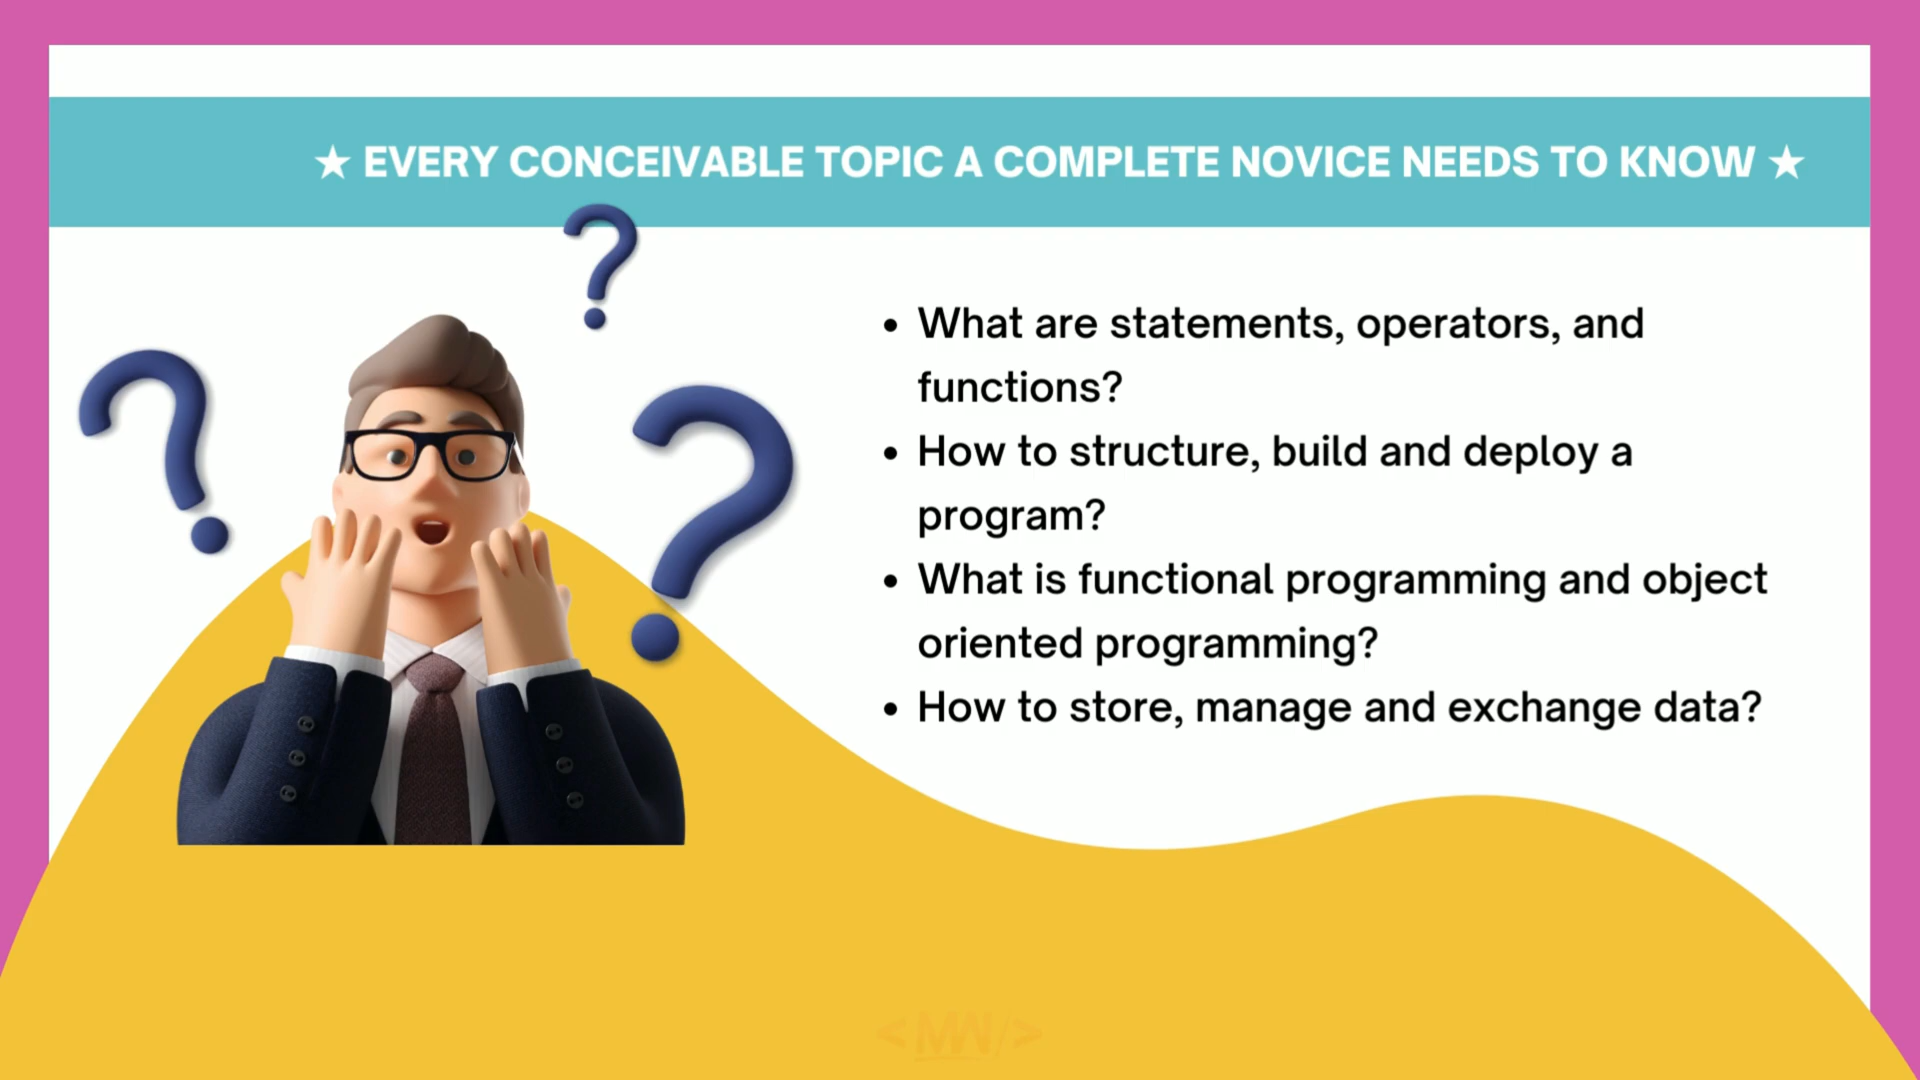 ★ EVERY CONCEIVABLE TOPIC A COMPLETE NOVICE NEEDS TO KNOW ★
• What are statements, operators, and
functions?
• How to structure, build and deploy a
program?
• What is functional programming and object
oriented programming?
• How to store, manage and exchange data?
<MW/>